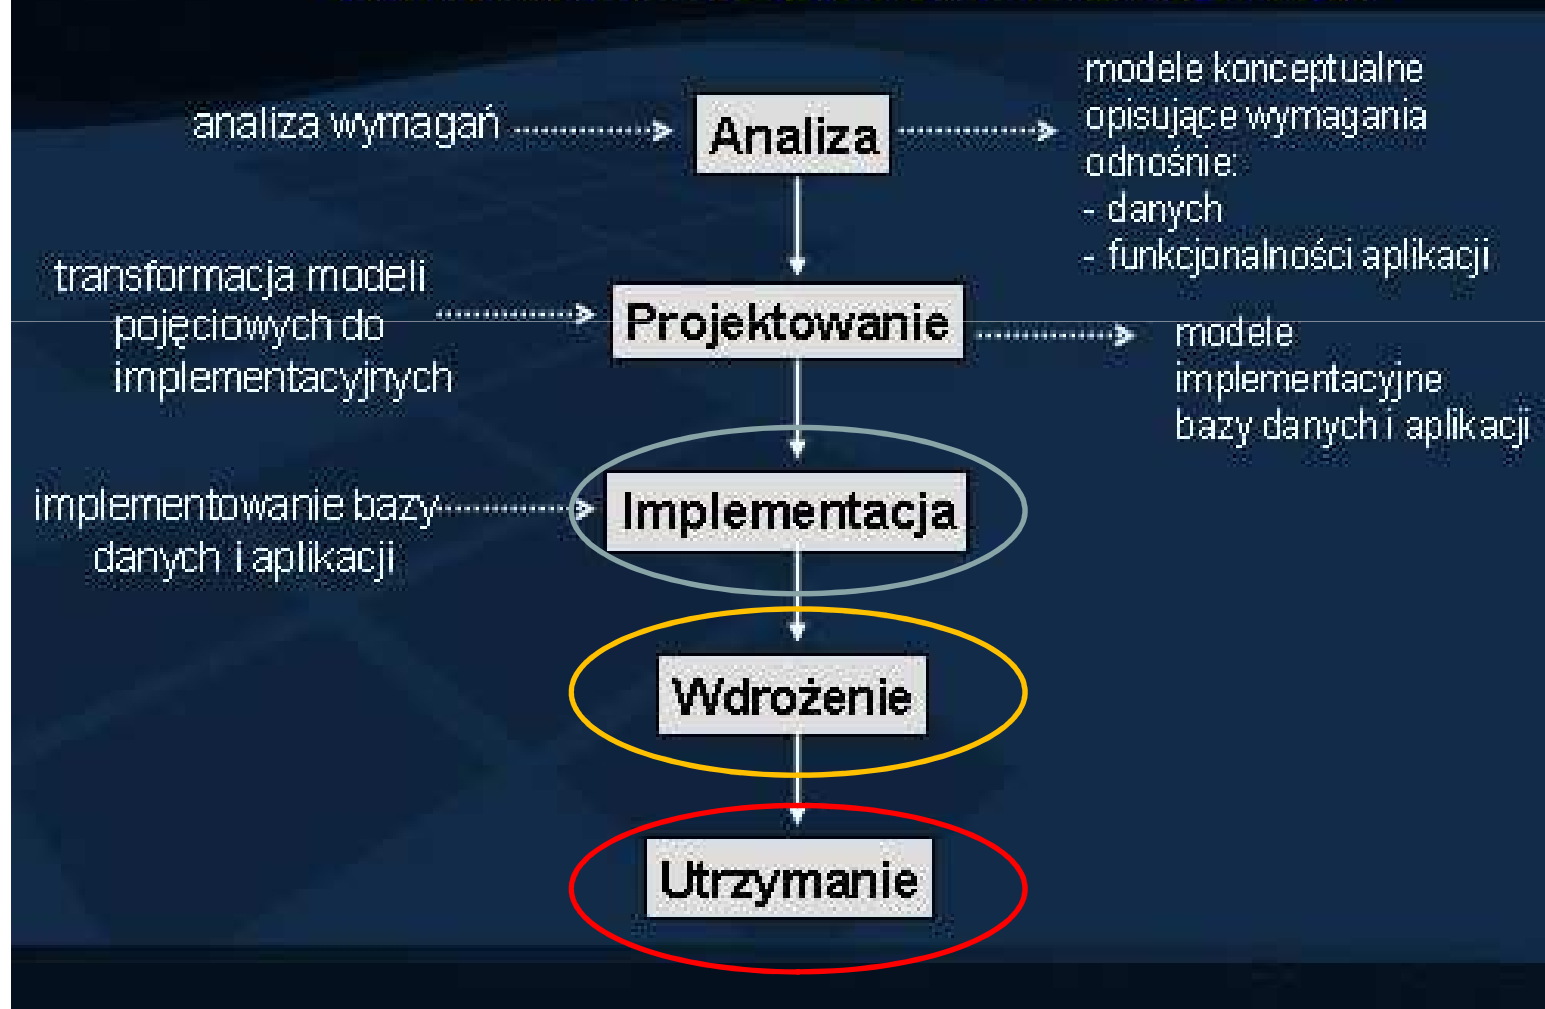 analiza wymagań
Analiza
modele konceptualne
opisujące wymagania
odnośnie:
- danych
- funkcjonalności aplikacji
transformacja modeli
pojęciowych do
implementacyjnych
Projektowanie
modele
implementacyjne
bazy danych i aplikacji
implementowanie bazy
danych i aplikacji
Implementacja
Wdrożenie
Utrzymanie